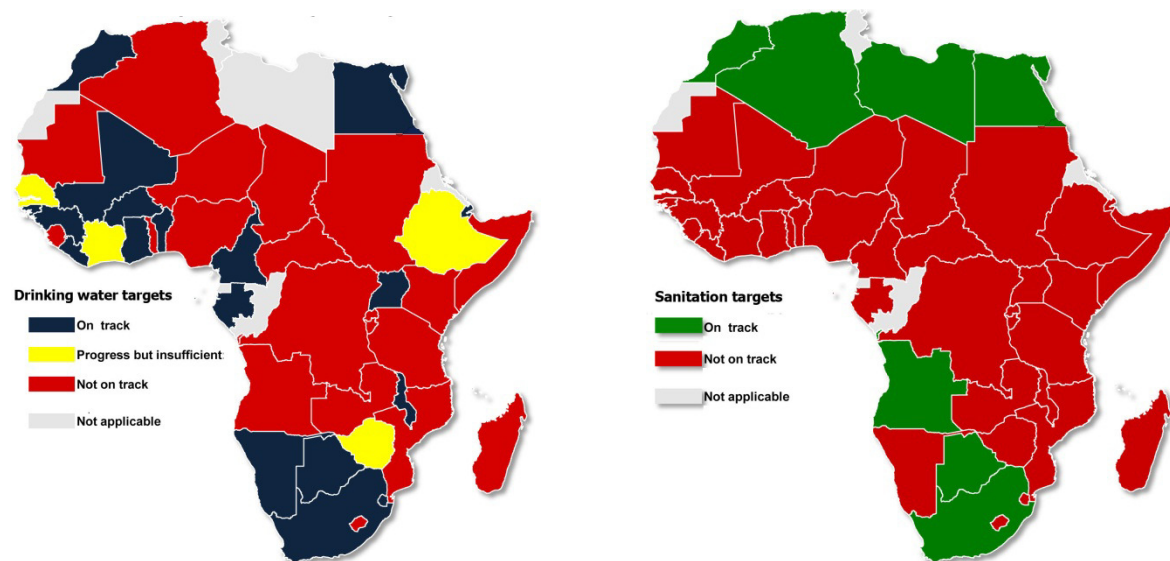 Drinking water targets
On track
Progress but insufficient
Not on track
Not applicable
Sanitation targets
On track
Not on track
Not applicable